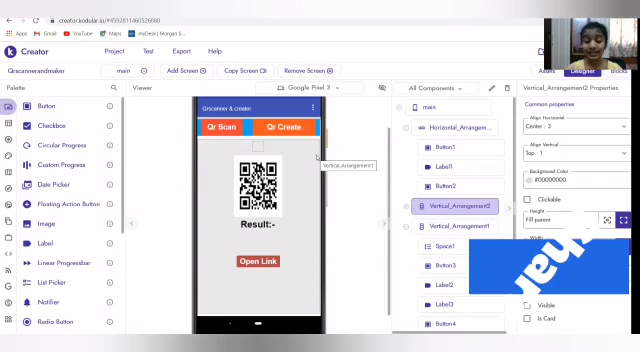 creator.kodular.io/#4592811460526080
Gmail
YouTube
Maps
myDesk | Morgan S...
Creator
Project
Test
Export
Help
Qrscannerandmaker
main
Add Screen
Copy Screen
Remove Screen
Assets
Designer
Blocks
Palette
Viewer
Google Pixel 3
All Components
Vertical_Arrangement2 Properties
Button
Checkbox
Circular Progress
Custom Progress
Date Picker
Floating Action Button
Image
Label
Linear Progressbar
List Picker
Notifier
Radio Button
Qrscanner & creator
Qr Scan
Qr Create
Vertical_Arrangement1
Result:-
Open Link
main
Horizontal_Arrangem...
Button1
Label1
Button2
Vertical_Arrangement2
Vertical_Arrangement1
Space1
Button3
Label2
Label3
Button4
Common properties
Align Horizontal
Center : 3
Align Vertical
Top : 1
Background Color
#00000000
Clickable
Height
Fill parent
Width
Visible
Is Card